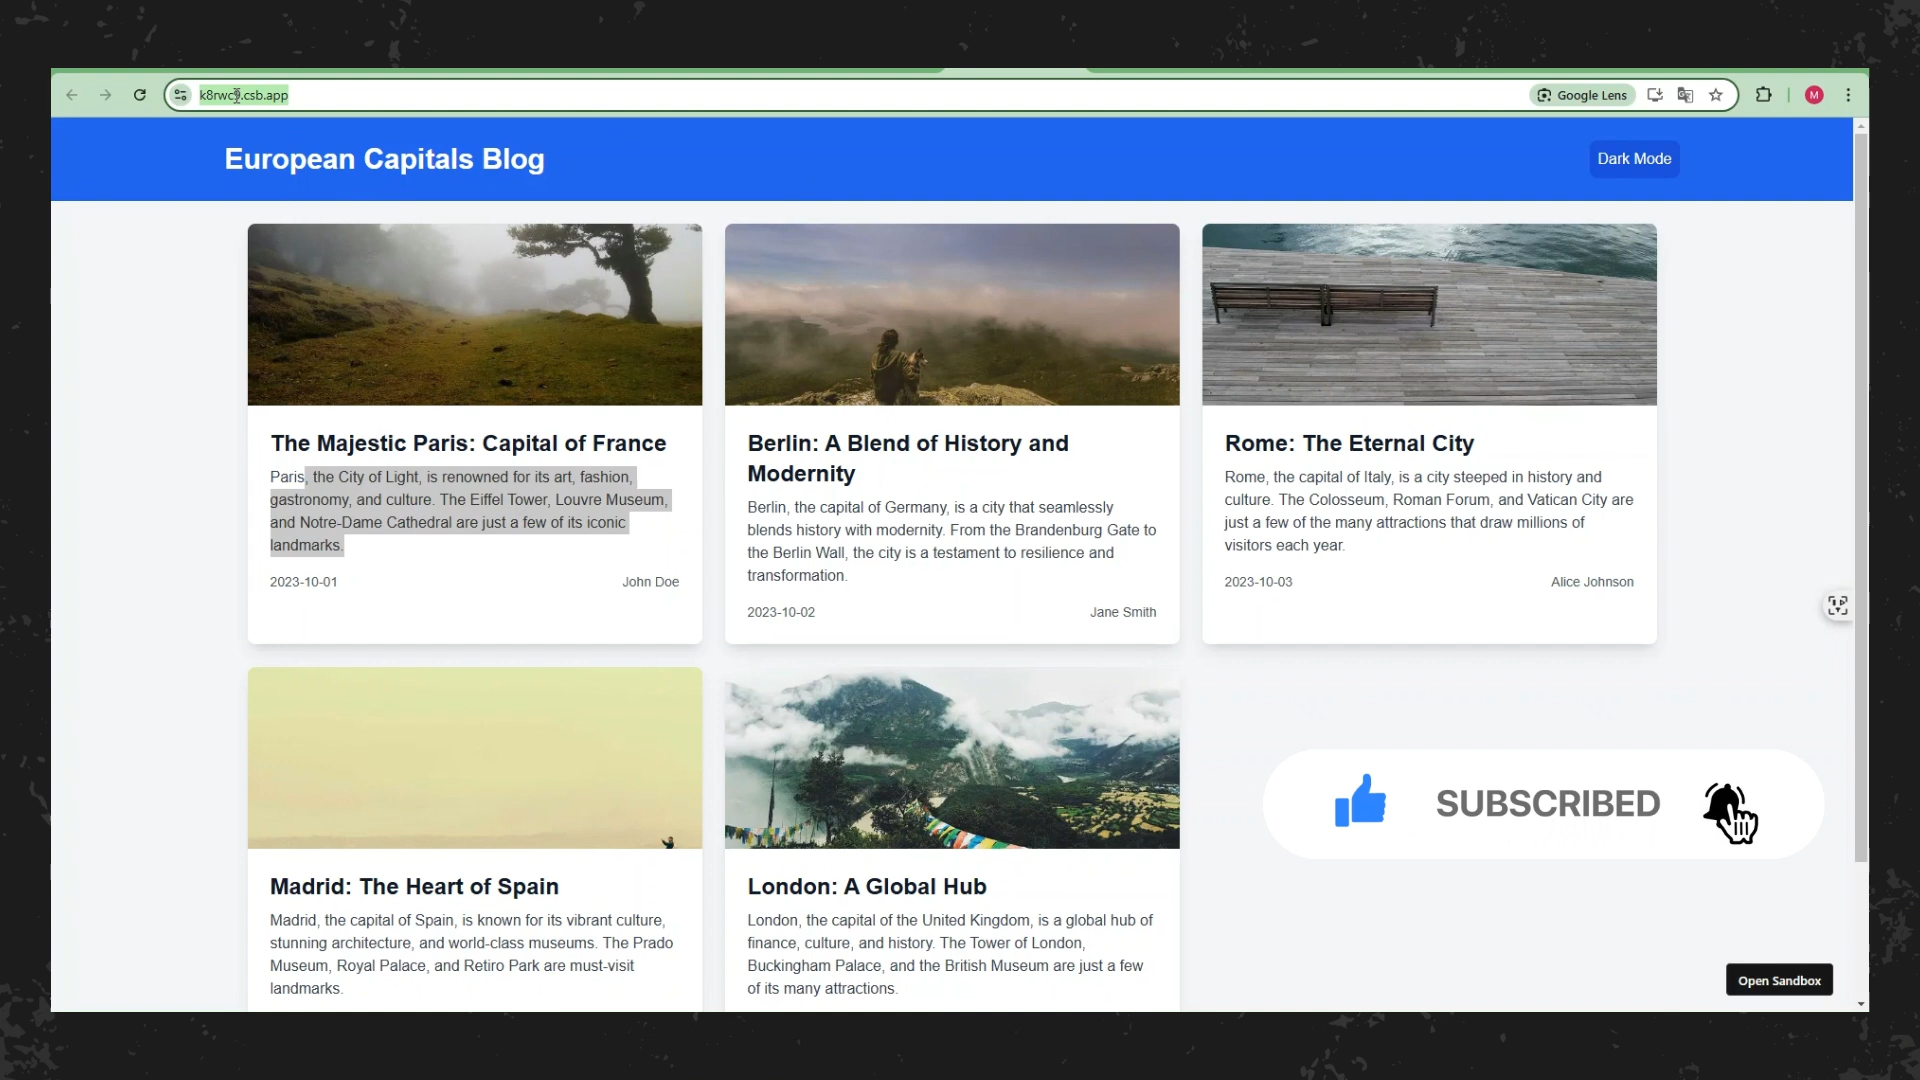 k8rwc9.csb.app
Google Lens
M
European Capitals Blog
Dark Mode
The Majestic Paris: Capital of France
Paris, the City of Light, is renowned for its art, fashion,
gastronomy, and culture. The Eiffel Tower, Louvre Museum,
and Notre-Dame Cathedral are just a few of its iconic
landmarks.
2023-10-01
John Doe
Berlin: A Blend of History and
Modernity
Berlin, the capital of Germany, is a city that seamlessly
blends history with modernity. From the Brandenburg Gate to
the Berlin Wall, the city is a testament to resilience and
transformation.
2023-10-02
Jane Smith
Rome: The Eternal City
Rome, the capital of Italy, is a city steeped in history and
culture. The Colosseum, Roman Forum, and Vatican City are
just a few of the many attractions that draw millions of
visitors each year.
2023-10-03
Alice Johnson
Madrid: The Heart of Spain
Madrid, the capital of Spain, is known for its vibrant culture,
stunning architecture, and world-class museums. The Prado
Museum, Royal Palace, and Retiro Park are must-visit
landmarks.
London: A Global Hub
London, the capital of the United Kingdom, is a global hub of
finance, culture, and history. The Tower of London,
Buckingham Palace, and the British Museum are just a few
of its many attractions.
SUBSCRIBED
Open Sandbox